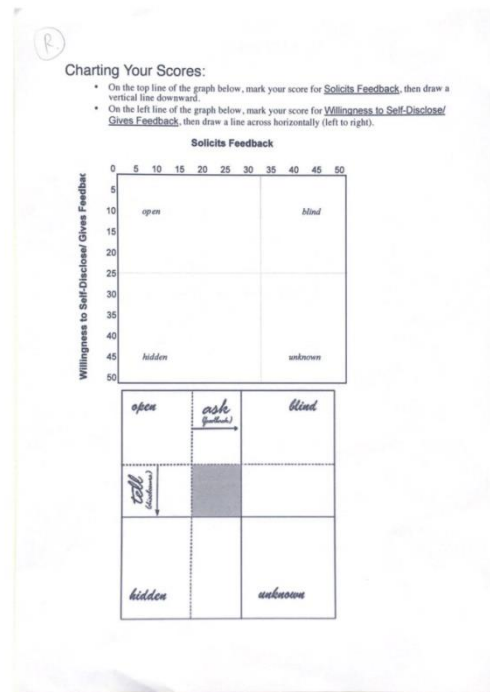 R.
Charting Your Scores:
• On the top line of the graph below, mark your score for Solicits Feedback, then draw a
vertical line downward.
• On the left line of the graph below, mark your score for Willingness to Self-Disclose/
Gives Feedback, then draw a line across horizontally (left to right).
Solicits Feedback
0 5 10 15 20 25 30 35 40 45 50
Willingness to Self-Disclose/ Gives Feedbac
5
10
15
20
25
30
35
40
45
50
open blind
hidden unknown
open ask blind
(feedback)
tell
hidden unknown